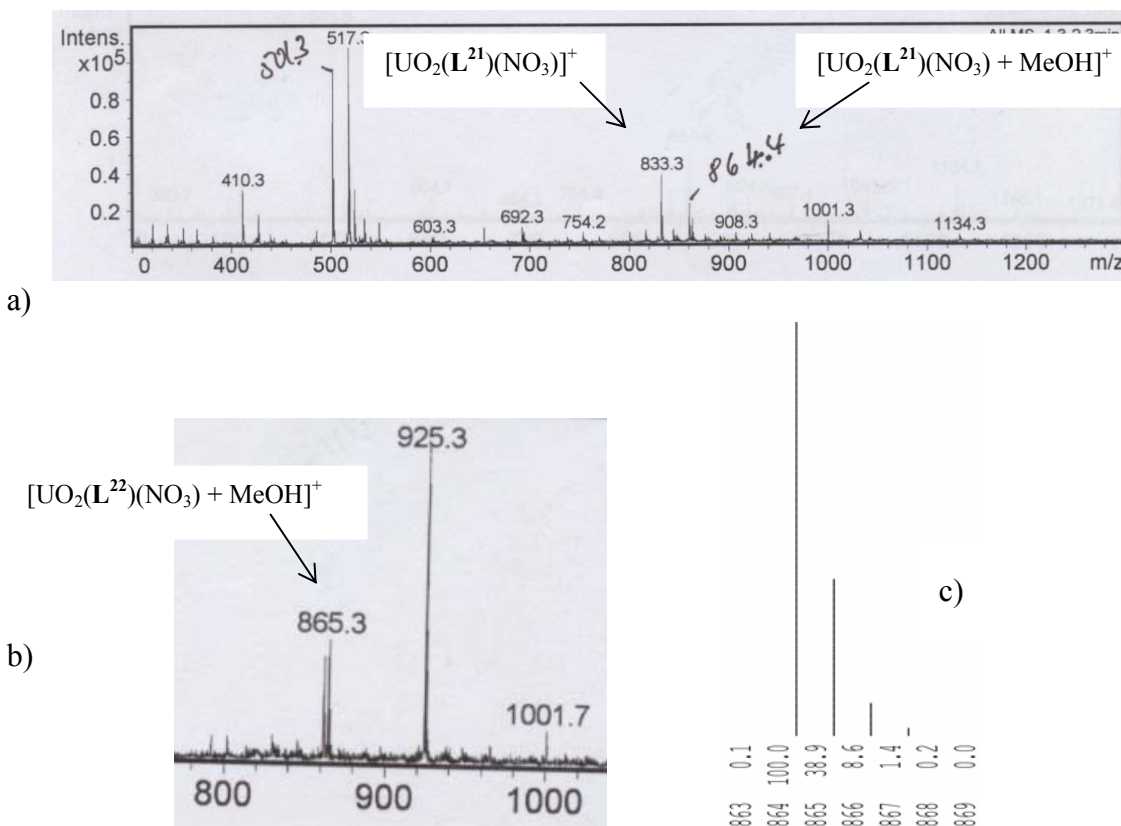 Intens.
x10⁵
0.8
0.6
0.4
0.2
501.3
517.3
[UO₂(L²¹)(NO₃)]⁺
[UO₂(L²¹)(NO₃) + MeOH]⁺
410.3
603.3
692.3
754.2
833.3
864.4
908.3
1001.3
1134.3
0 400 500 600 700 800 900 1000 1100 1200 m/z
a)
[UO₂(L²²)(NO₃) + MeOH]⁺
925.3
865.3
1001.7
800 900 1000
b)
c)
863 0.1
864 100.0
865 38.9
866 8.6
867 1.4
868 0.2
869 0.0